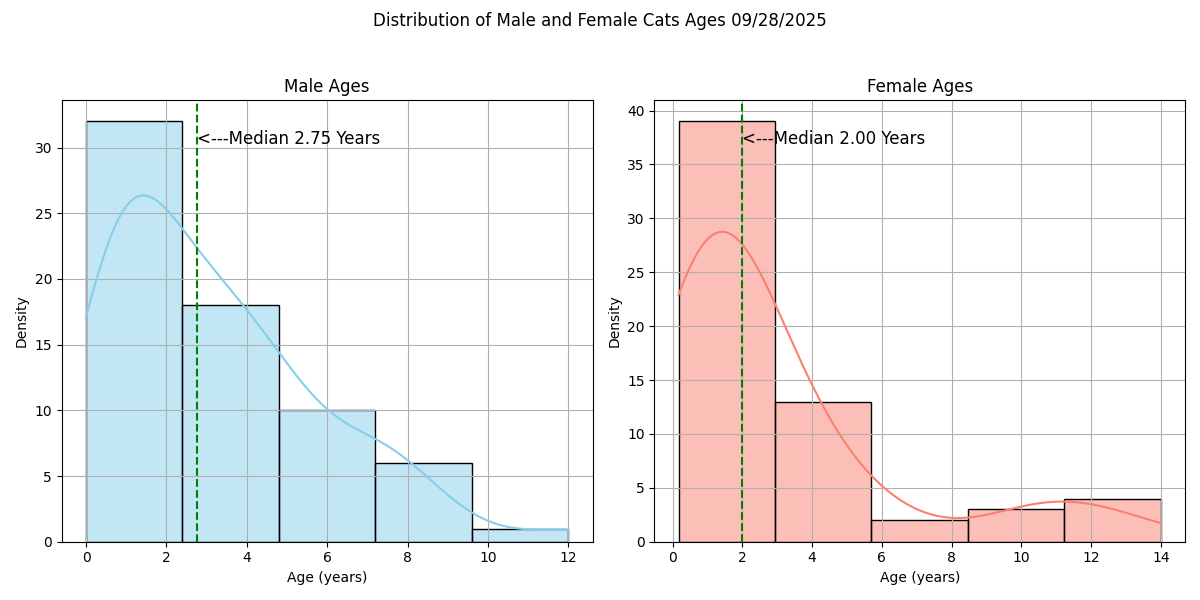 Distribution of Male and Female Cats Ages 09/28/2025
Male Ages
<---Median 2.75 Years
Density
30
25
20
15
10
5
0
0 2 4 6 8 10 12
Age (years)
Female Ages
<---Median 2.00 Years
Density
40
35
30
25
20
15
10
5
0
0 2 4 6 8 10 12 14
Age (years)